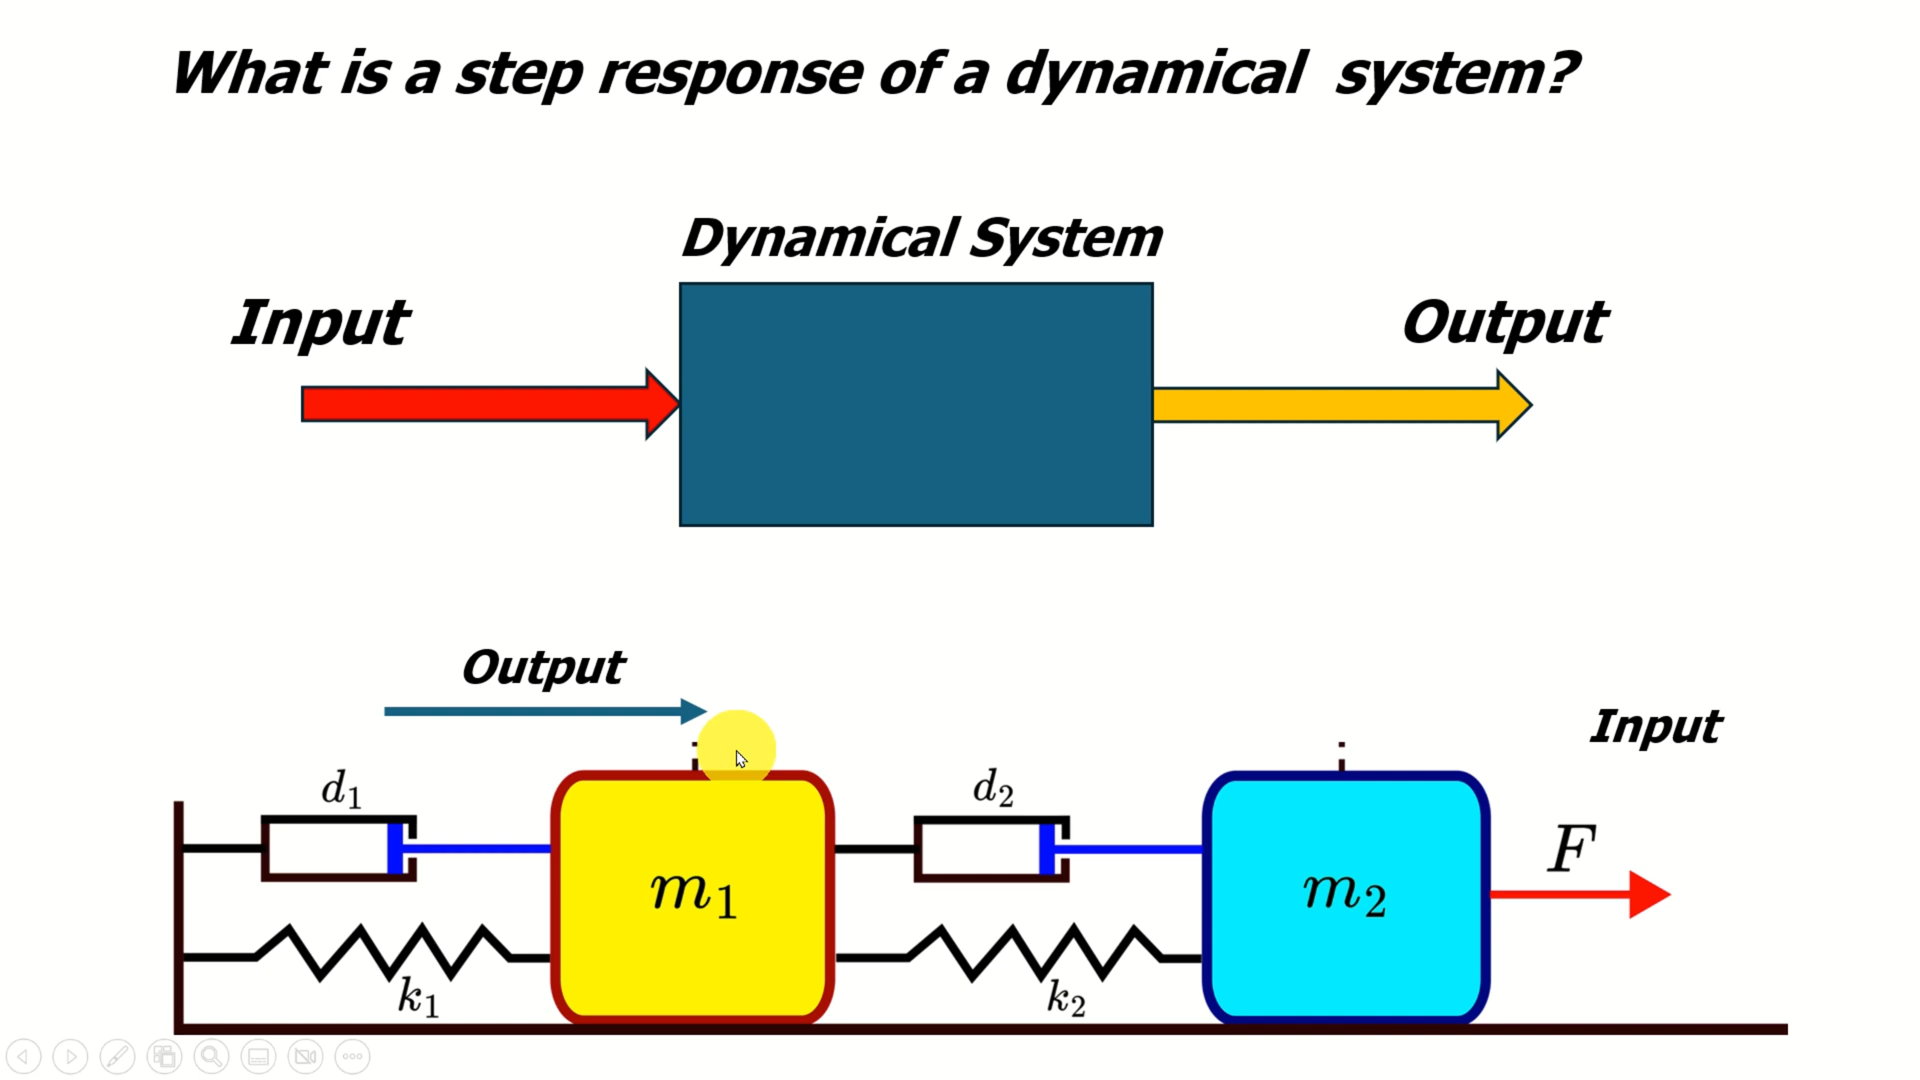 What is a step response of a dynamical  system?
Dynamical System
Input
Output
Output
Input
d₁
d₂
F
m₁
m₂
k₁
k₂